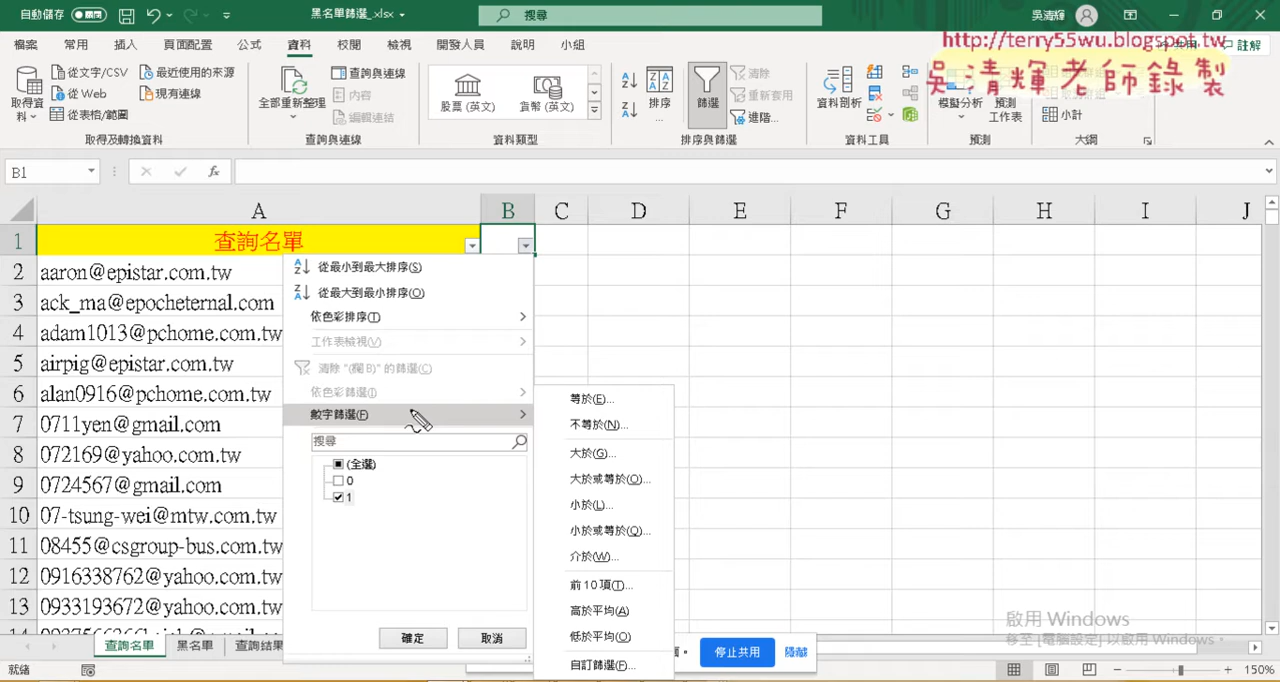 自動儲存
黑名單篩選_.xlsx
搜尋
吳清輝
檔案 常用 插入 頁面配置 公式 資料 校閱 檢視 開發人員 說明 小組
註解
http://terry55wu.blogspot.tw
吳清輝老師錄製
取得資料
從文字/CSV
從 Web
從表格/範圍
最近使用的來源
現有連線
全部重新整理
查詢與連線
內容
編輯連結
股票 (英文)
貨幣 (英文)
排序
篩選
清除
重新套用
進階...
資料剖析
模擬分析
預測工作表
小計
取得及轉換資料 查詢與連線 資料類型 排序與篩選 資料工具 預測 大綱
B1
fx
A B C D E F G H I J
1 查詢名單
2 aaron@epistar.com.tw
3 ack_ma@epocheternal.com
4 adam1013@pchome.com.tw
5 airpig@epistar.com.tw
6 alan0916@pchome.com.tw
7 0711yen@gmail.com
8 072169@yahoo.com.tw
9 0724567@gmail.com
10 07-tsung-wei@mtw.com.tw
11 08455@csgroup-bus.com.tw
12 0916338762@yahoo.com.tw
13 0933193672@yahoo.com.tw
從最小到最大排序(S)
從最大到最小排序(O)
依色彩排序(T)
工作表檢視(V)
清除 "(欄 B)" 的篩選(C)
依色彩篩選(I)
數字篩選(F)
搜尋
(全選)
0
1
確定 取消
等於(E)...
不等於(N)...
大於(G)...
大於或等於(O)...
小於(L)...
小於或等於(Q)...
介於(W)...
前 10 項(T)...
高於平均(A)
低於平均(O)
自訂篩選(F)...
啟用 Windows
移至 [電腦設定] 以啟用 Windows。
查詢名單 黑名單 查詢結果
停止共用 隱藏
就緒
150%